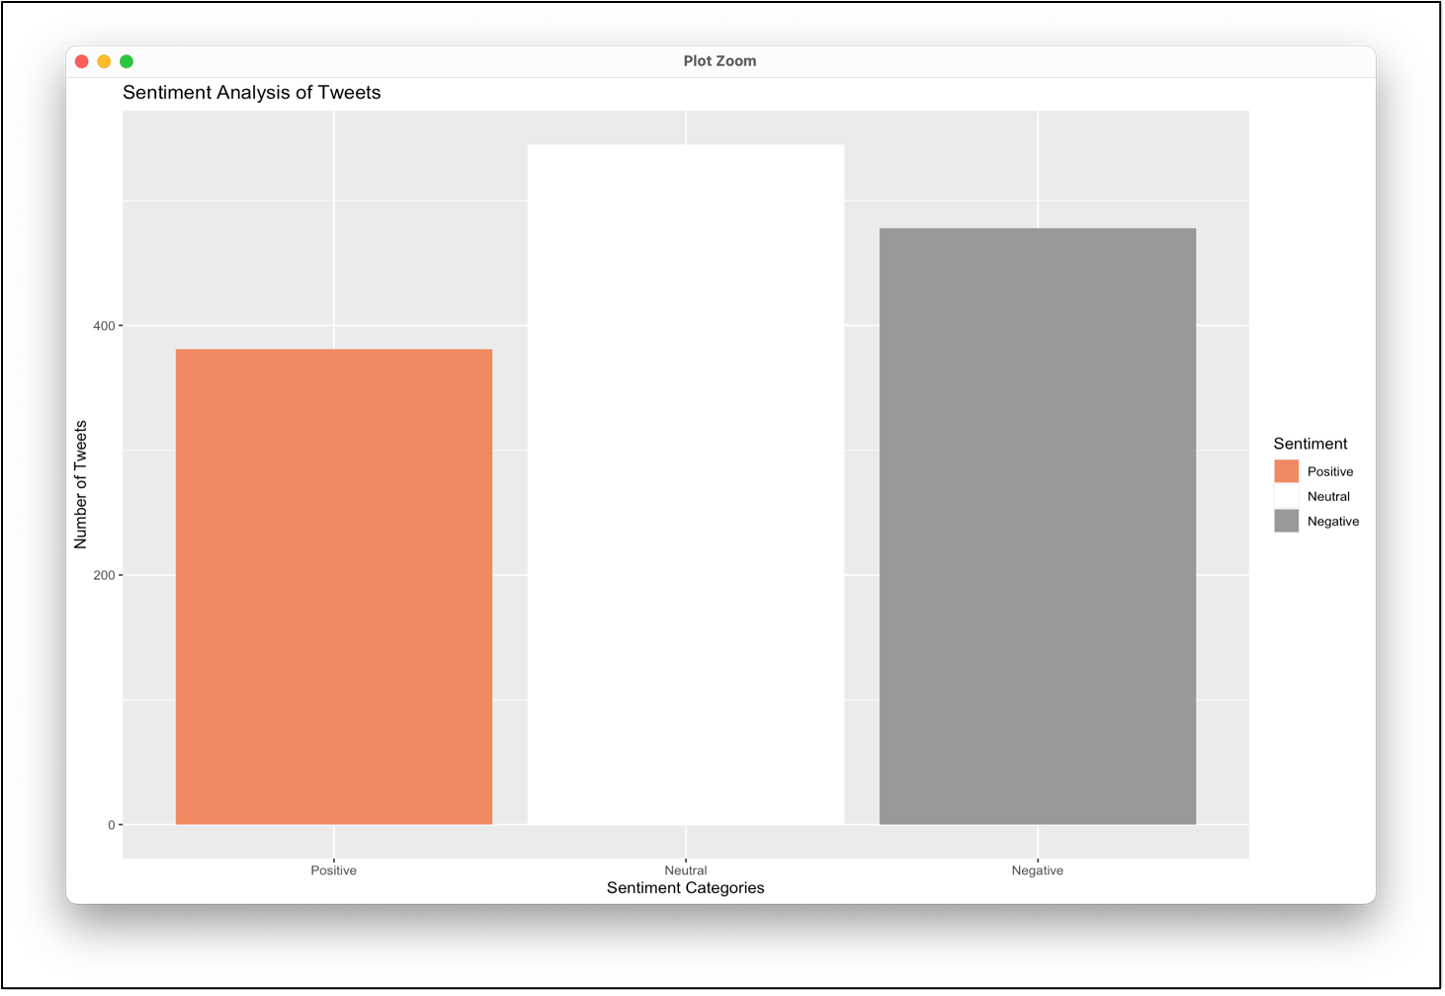 Plot Zoom
Sentiment Analysis of Tweets
400
200
0
Number of Tweets
Positive
Neutral
Negative
Sentiment Categories
Sentiment
Positive
Neutral
Negative